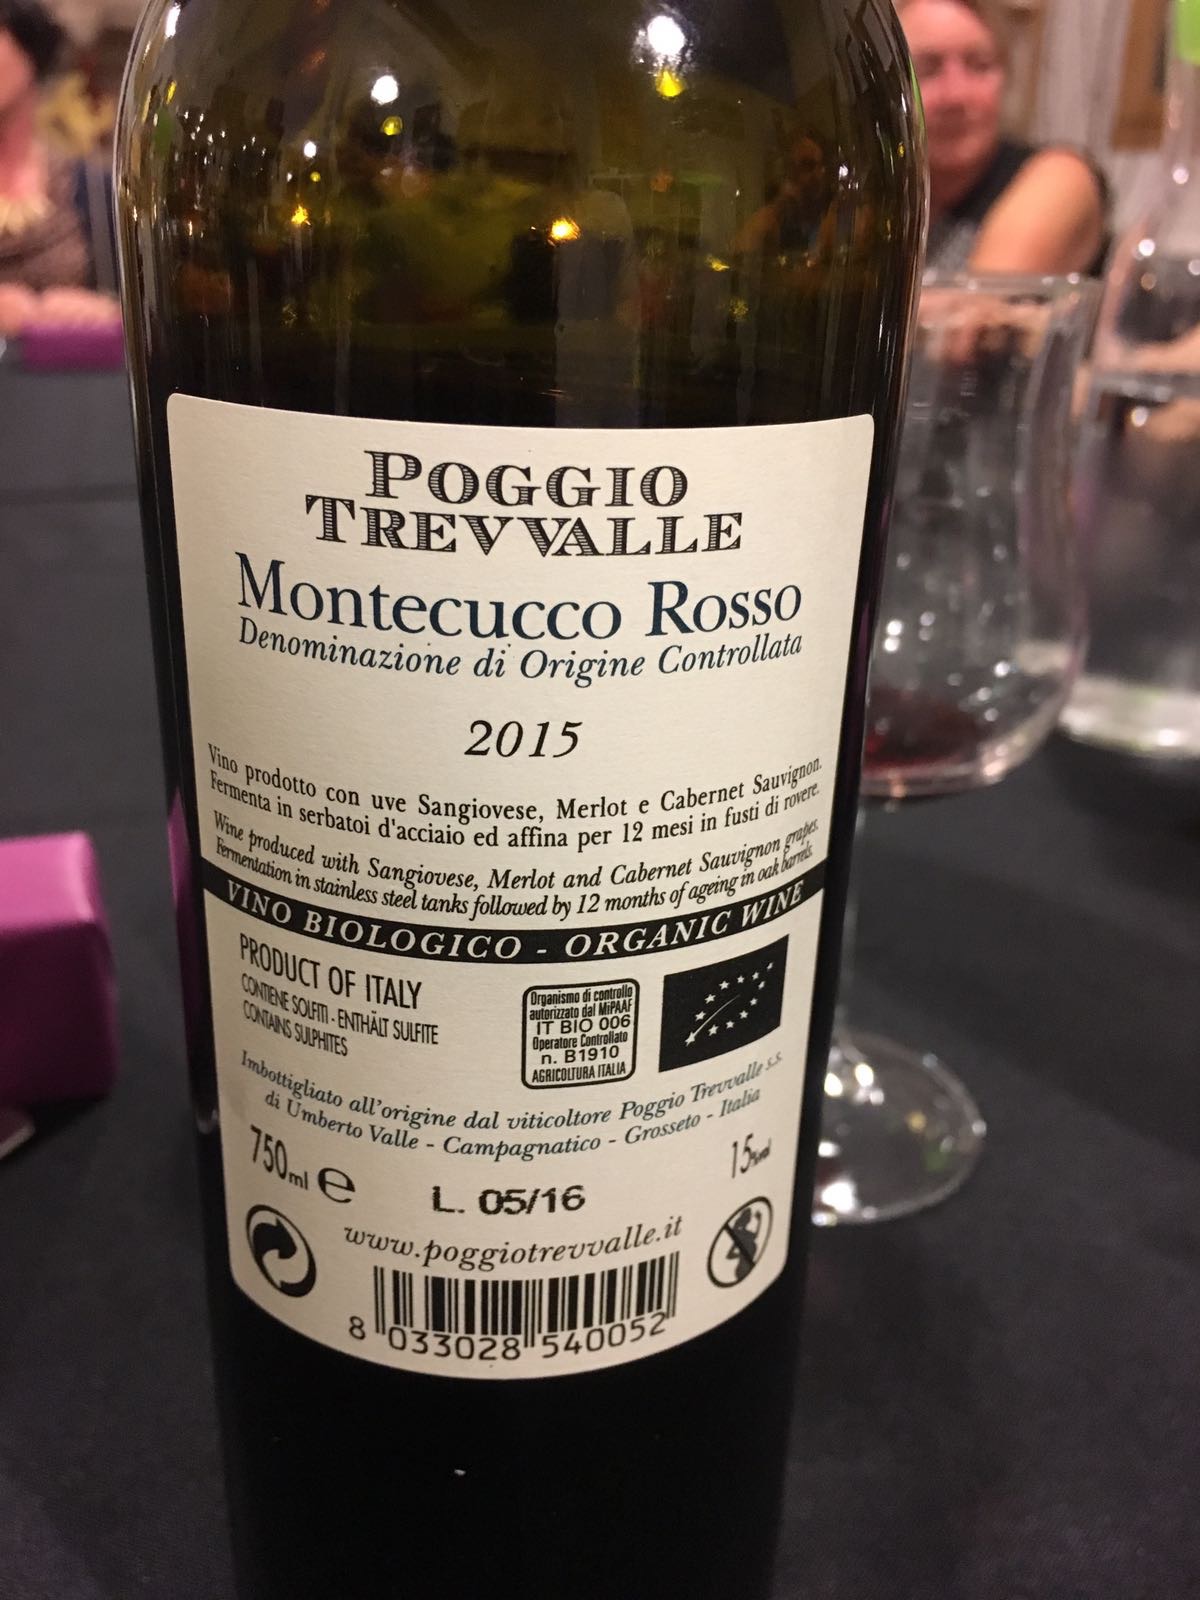 POGGIO
TREVVALLE
Montecucco Rosso
Denominazione di Origine Controllata
2015
Vino prodotto con uve Sangiovese, Merlot e Cabernet Sauvignon.
Fermenta in serbatoi d'acciaio ed affina per 12 mesi in fusti di rovere.
Wine produced with Sangiovese, Merlot and Cabernet Sauvignon grapes.
Fermentation in stainless steel tanks followed by 12 months of ageing in oak barrels.
VINO BIOLOGICO - ORGANIC WINE
PRODUCT OF ITALY
CONTIENE SOLFITI - ENTHÄLT SULFITE
CONTAINS SULPHITES
Organismo di controllo
autorizzato dal MiPAAF
IT BIO 006
Operatore Controllato
n. B1910
AGRICOLTURA ITALIA
Imbottigliato all'origine dal viticoltore Poggio Trevvalle s.s.
di Umberto Valle - Campagnatico - Grosseto - Italia
750ml e
15%vol
L. 05/16
www.poggiotrevvalle.it
8 033028 540052